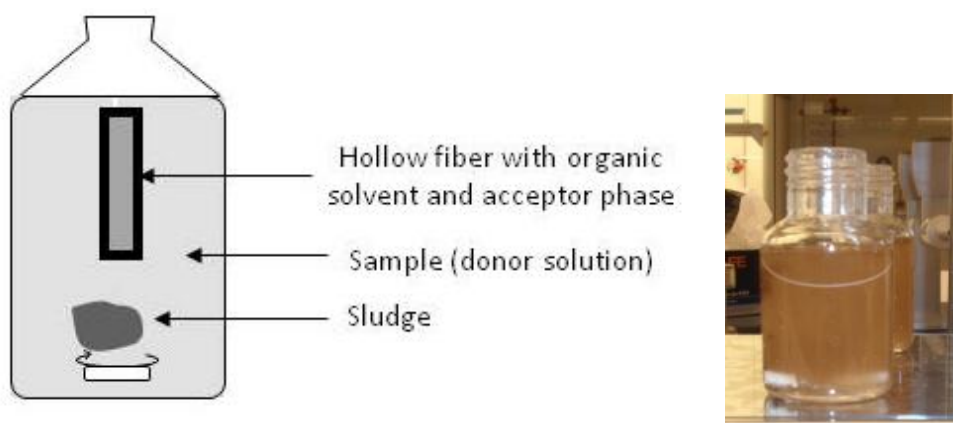 Hollow fiber with organic
solvent and acceptor phase
Sample (donor solution)
Sludge